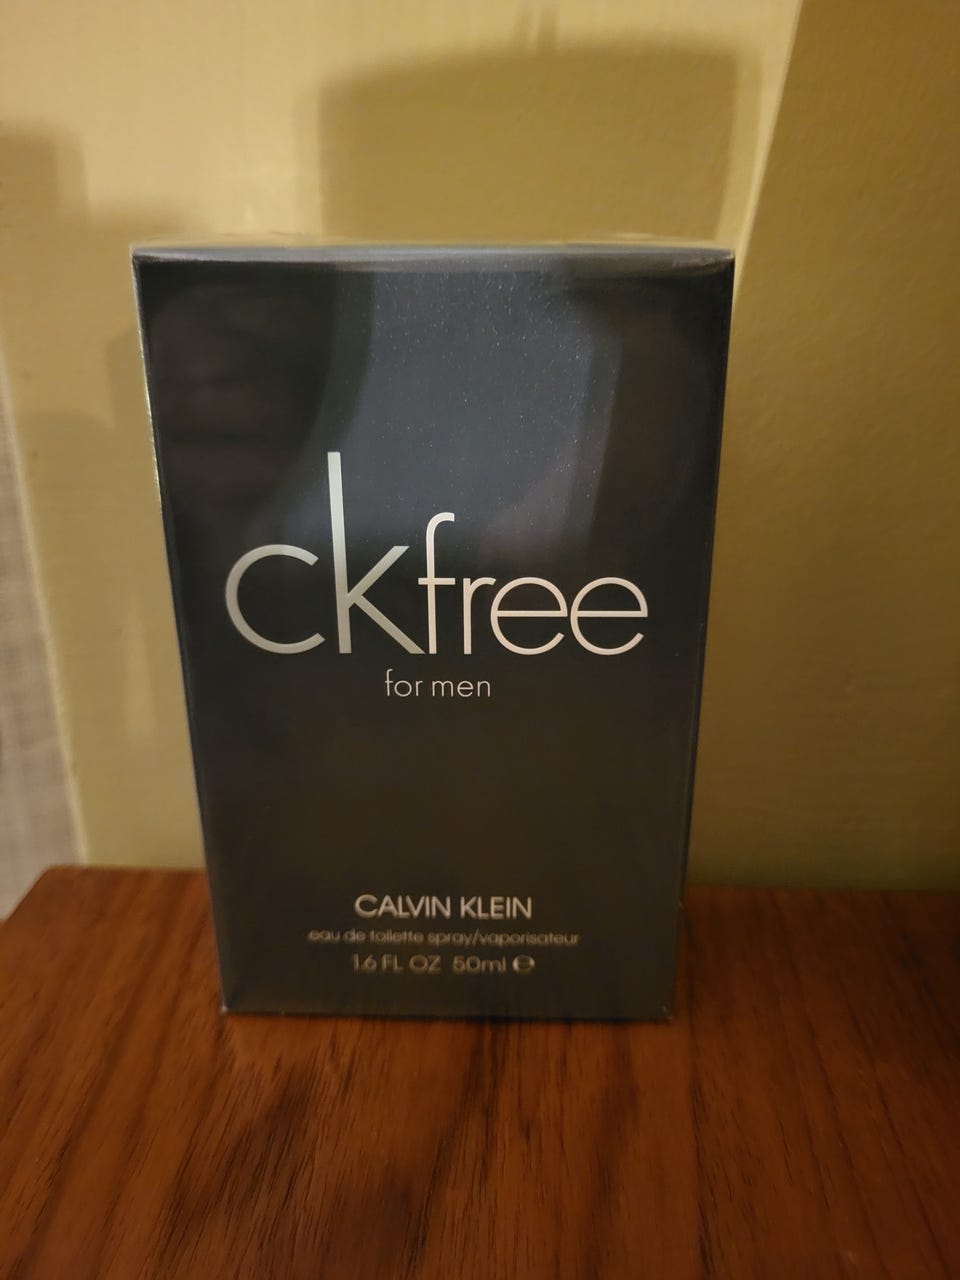 ckfree
for men
CALVIN KLEIN
eau de toilette spray/vaporisateur
1.6 FL OZ 50ml ℮